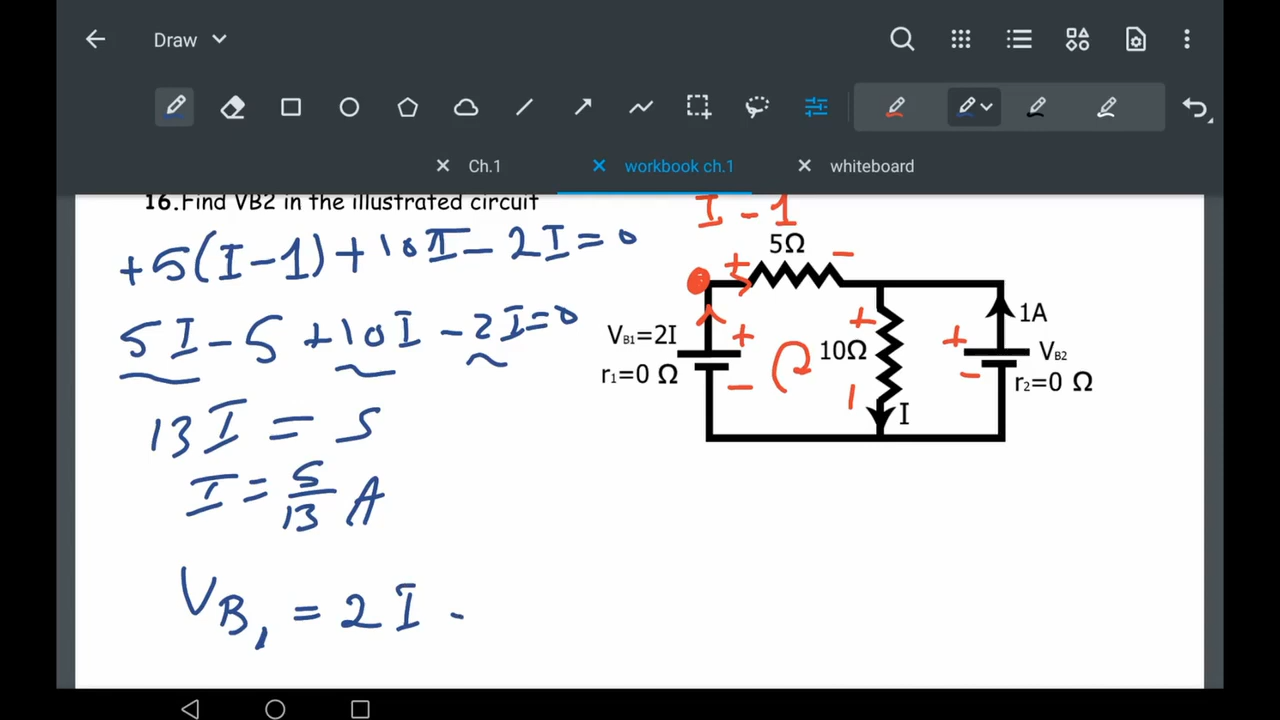 Draw
Ch.1
workbook ch.1
whiteboard
16.Find VB2 in the illustrated circuit
+5(I-1)+10I-2I=0
5I-5+10I-2I=0
13I=5
I=5/13 A
VB1=2I -
I-1
5Ω
+ -
VB1=2I
r1=0 Ω
+
-
10Ω
+
I
1A
+
-
VB2
r2=0 Ω